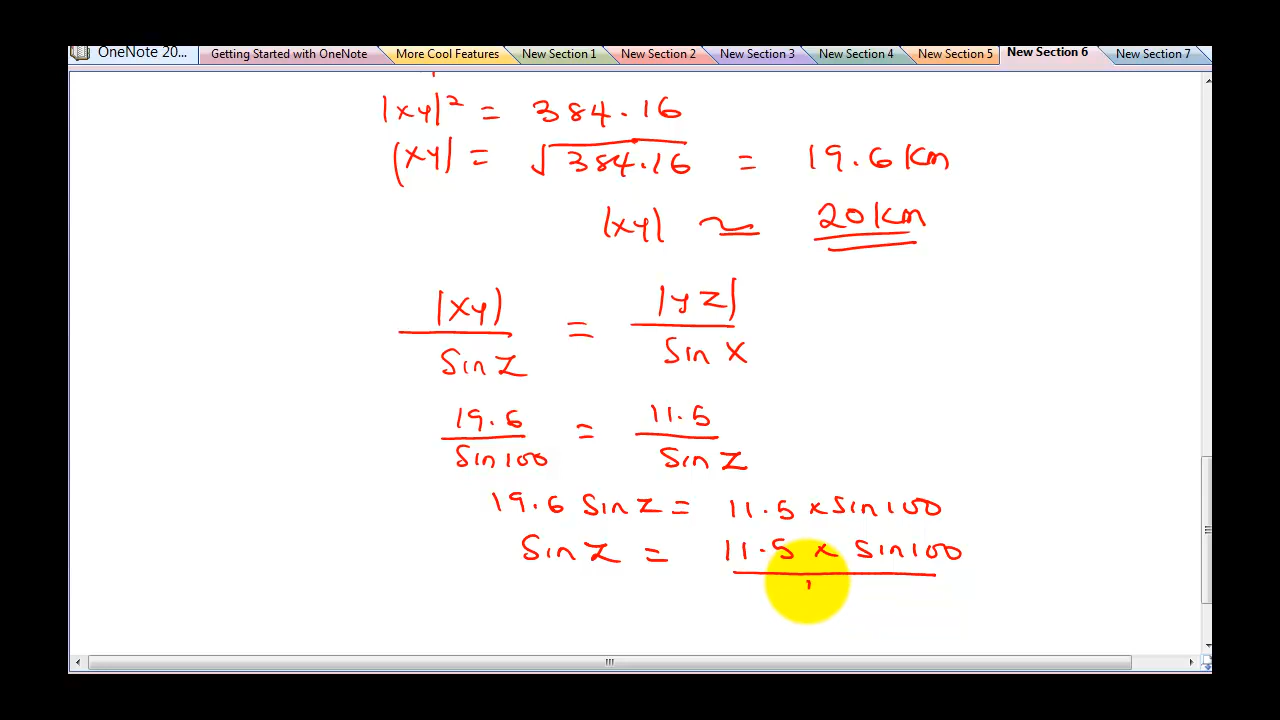 OneNote 20... Getting Started with OneNote More Cool Features New Section 1 New Section 2 New Section 3 New Section 4 New Section 5 New Section 6 New Section 7
|xy|² = 384.16
|xy| = √384.16 = 19.6 km
|xy| ≃ 20 km
|xy| / Sin Z = |yz| / Sin X
19.6 / Sin 100 = 11.5 / Sin Z
19.6 Sin Z = 11.5 × Sin 100
Sin Z = 11.5 × Sin 100